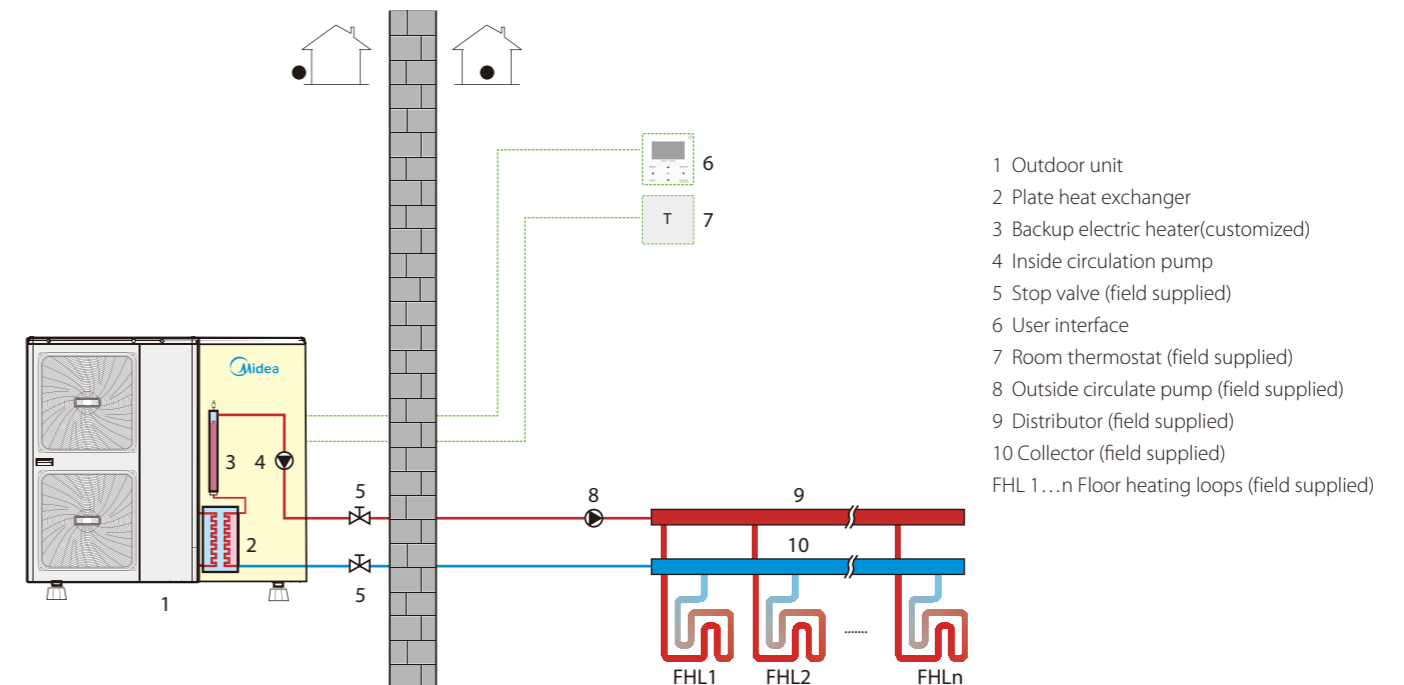 6
T
7
Midea
3
4
5
8
9
2
10
5
1
.......
FHL1
FHL2
FHLn
1 Outdoor unit
2 Plate heat exchanger
3 Backup electric heater(customized)
4 Inside circulation pump
5 Stop valve (field supplied)
6 User interface
7 Room thermostat (field supplied)
8 Outside circulate pump (field supplied)
9 Distributor (field supplied)
10 Collector (field supplied)
FHL 1…n Floor heating loops (field supplied)